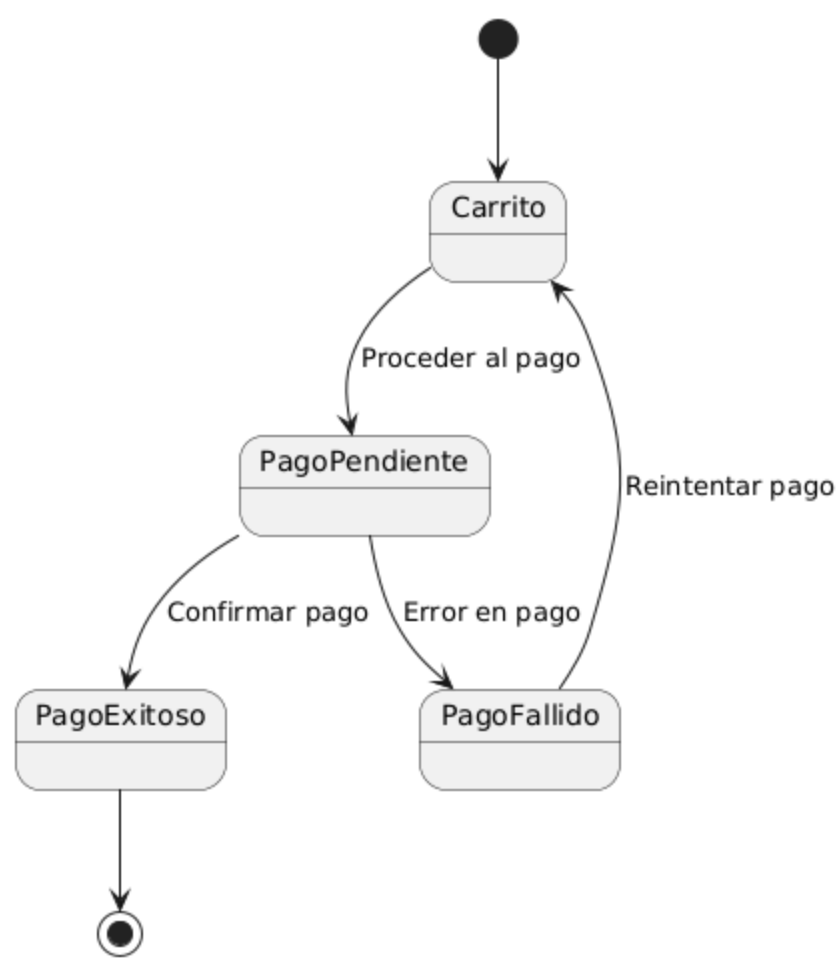 Carrito
Proceder al pago
PagoPendiente
Reintentar pago
Confirmar pago
Error en pago
PagoExitoso
PagoFallido